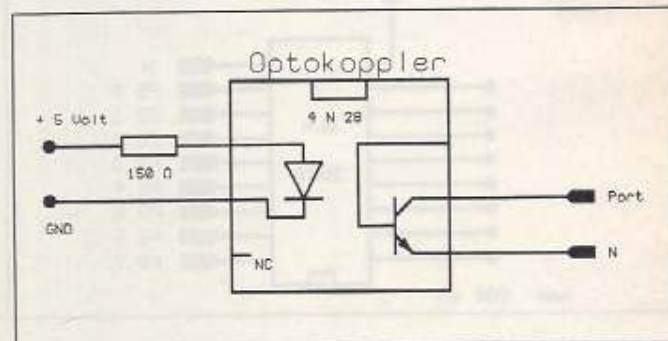 Optokoppler
4 N 28
+ 5 Volt
150 Ω
GND
NC
Port
N